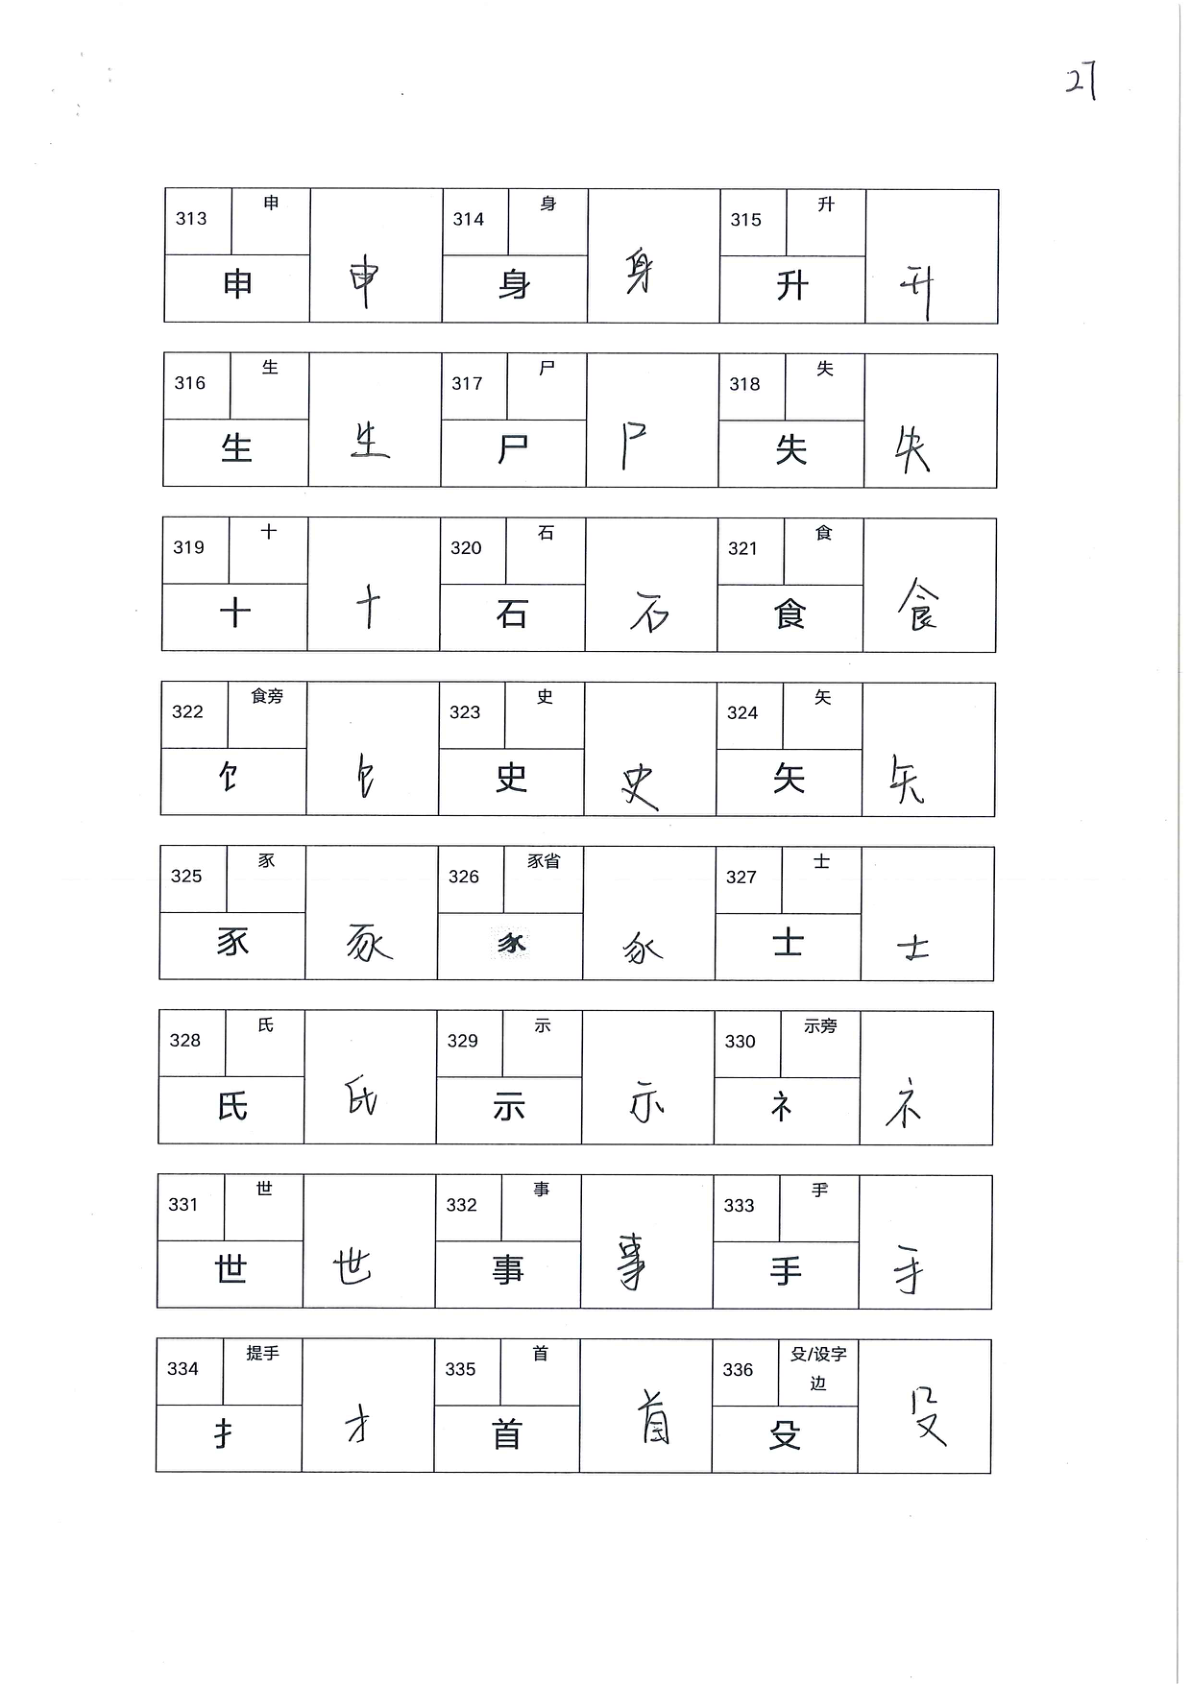 27
313 申 314 身 315 升
申 申 身 身 升 升
316 生 317 尸 318 失
生 生 尸 尸 失 失
319 十 320 石 321 食
十 十 石 石 食 食
322 食旁 323 史 324 矢
饣 饣 史 史 矢 矢
325 豕 326 豕省 327 士
豕 豕 𧰨 𧰨 士 士
328 氏 329 示 330 示旁
氏 氏 示 示 礻 礻
331 世 332 事 333 手
世 世 事 事 手 手
334 提手 335 首 336 殳/设字
边
扌 扌 首 首 殳 殳